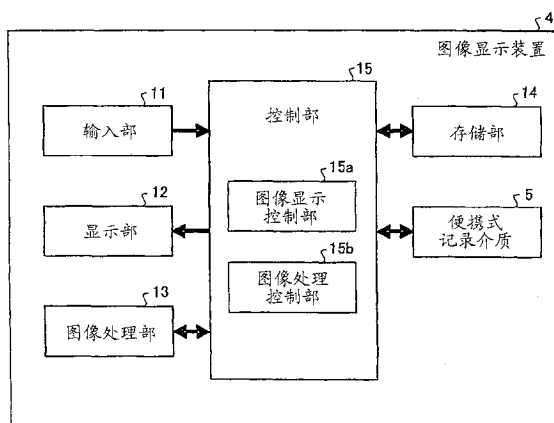 4
图像显示装置
11
输入部
12
显示部
13
图像处理部
15
控制部
15a
图像显示
控制部
15b
图像处理
控制部
14
存储部
5
便携式
记录介质